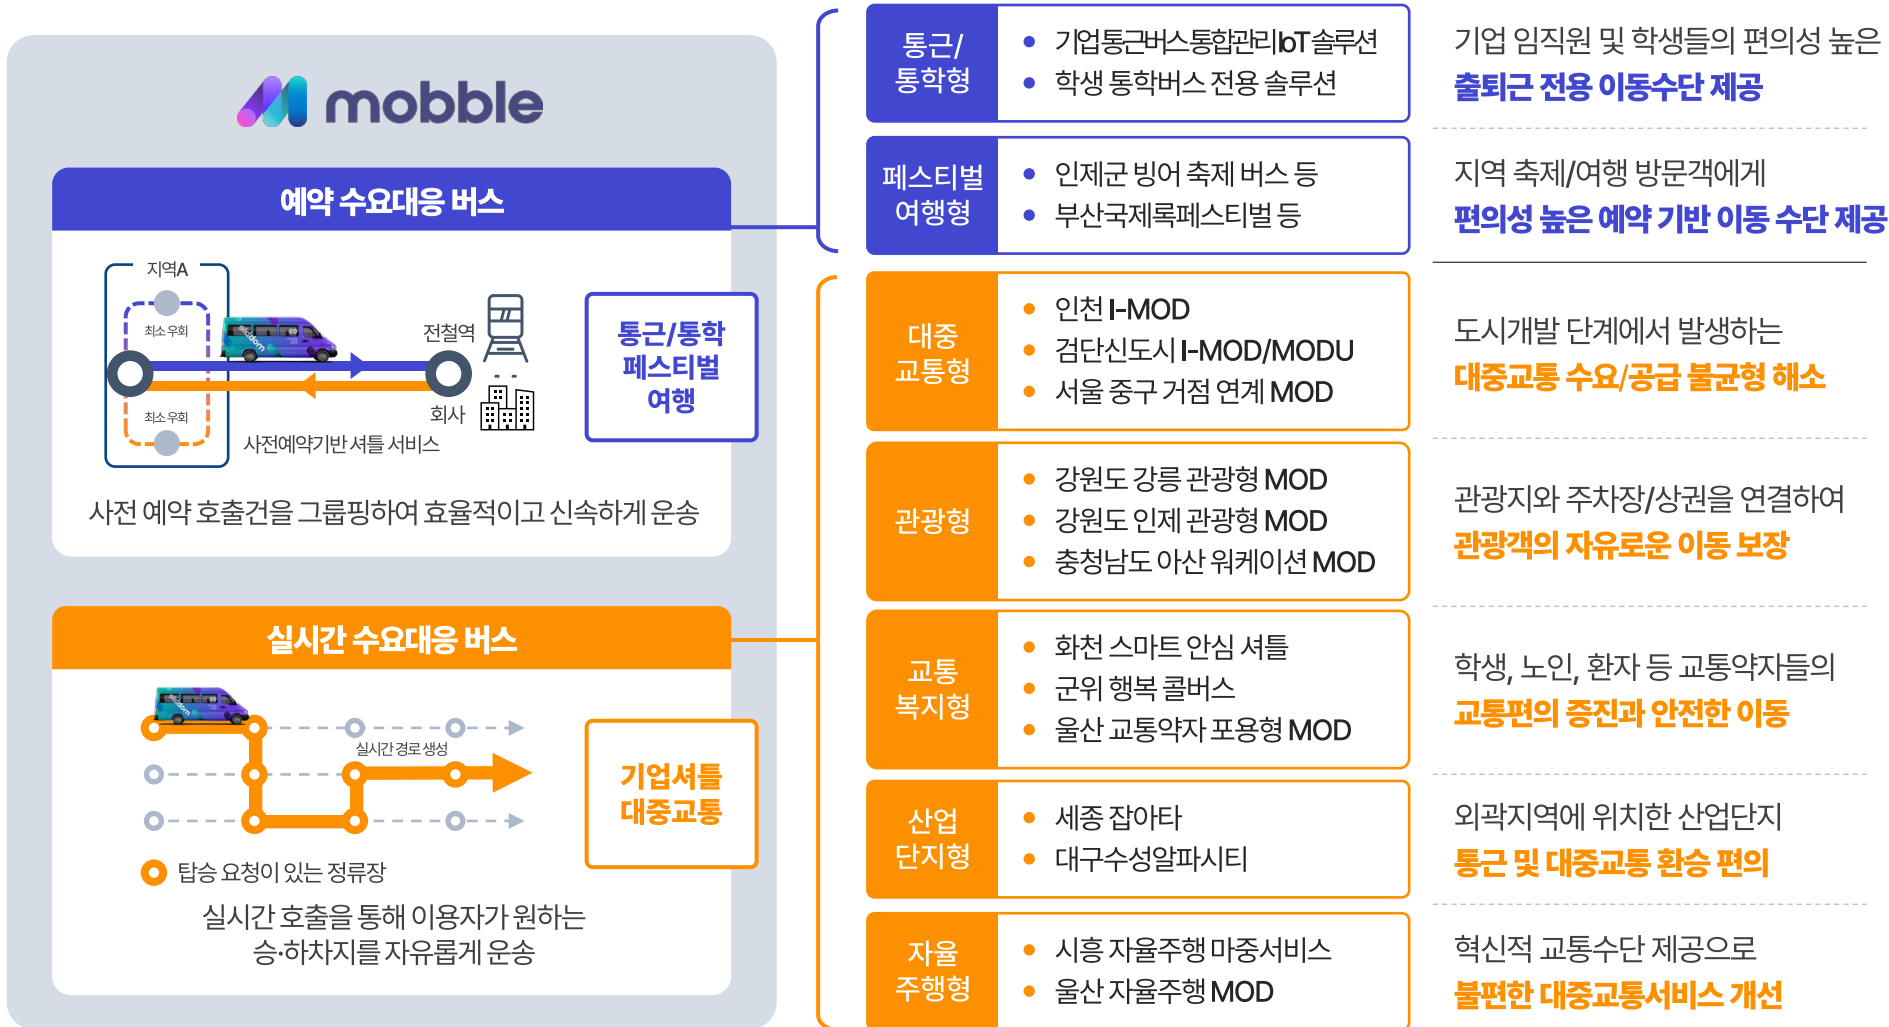 mobble
예약 수요대응 버스
지역A
최소 우회
전철역
최소 우회
회사
사전예약기반 셔틀 서비스
통근/통학
페스티벌
여행
사전 예약 호출건을 그룹핑하여 효율적이고 신속하게 운송
실시간 수요대응 버스
실시간 경로 생성
탑승 요청이 있는 정류장
기업셔틀
대중교통
실시간 호출을 통해 이용자가 원하는
승·하차지를 자유롭게 운송
통근/
통학형
기업통근버스통합관리IoT솔루션
학생 통학버스 전용 솔루션
기업 임직원 및 학생들의 편의성 높은
출퇴근 전용 이동수단 제공
페스티벌
여행형
인제군 빙어 축제 버스 등
부산국제록페스티벌 등
지역 축제/여행 방문객에게
편의성 높은 예약 기반 이동 수단 제공
대중
교통형
인천 I-MOD
검단신도시 I-MOD/MODU
서울 중구 거점 연계 MOD
도시개발 단계에서 발생하는
대중교통 수요/공급 불균형 해소
관광형
강원도 강릉 관광형 MOD
강원도 인제 관광형 MOD
충청남도 아산 워케이션 MOD
관광지와 주차장/상권을 연결하여
관광객의 자유로운 이동 보장
교통
복지형
화천 스마트 안심 셔틀
군위 행복 콜버스
울산 교통약자 포용형 MOD
학생, 노인, 환자 등 교통약자들의
교통편의 증진과 안전한 이동
산업
단지형
세종 잡아타
대구수성알파시티
외곽지역에 위치한 산업단지
통근 및 대중교통 환승 편의
자율
주행형
시흥 자율주행 마중서비스
울산 자율주행 MOD
혁신적 교통수단 제공으로
불편한 대중교통서비스 개선